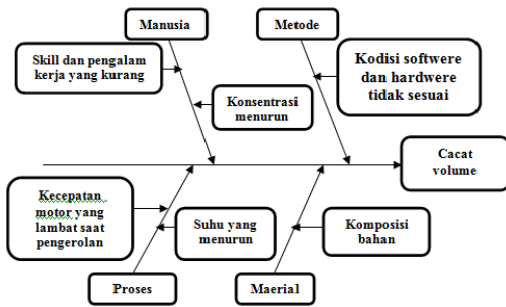 Manusia
Metode
Skill dan pengalam
kerja yang kurang
Kodisi softwere
dan hardwere
tidak sesuai
Konsentrasi
menurun
Cacat
volume
Kecepatan
motor yang
lambat saat
pengerolan
Suhu yang
menurun
Komposisi
bahan
Proses
Maerial